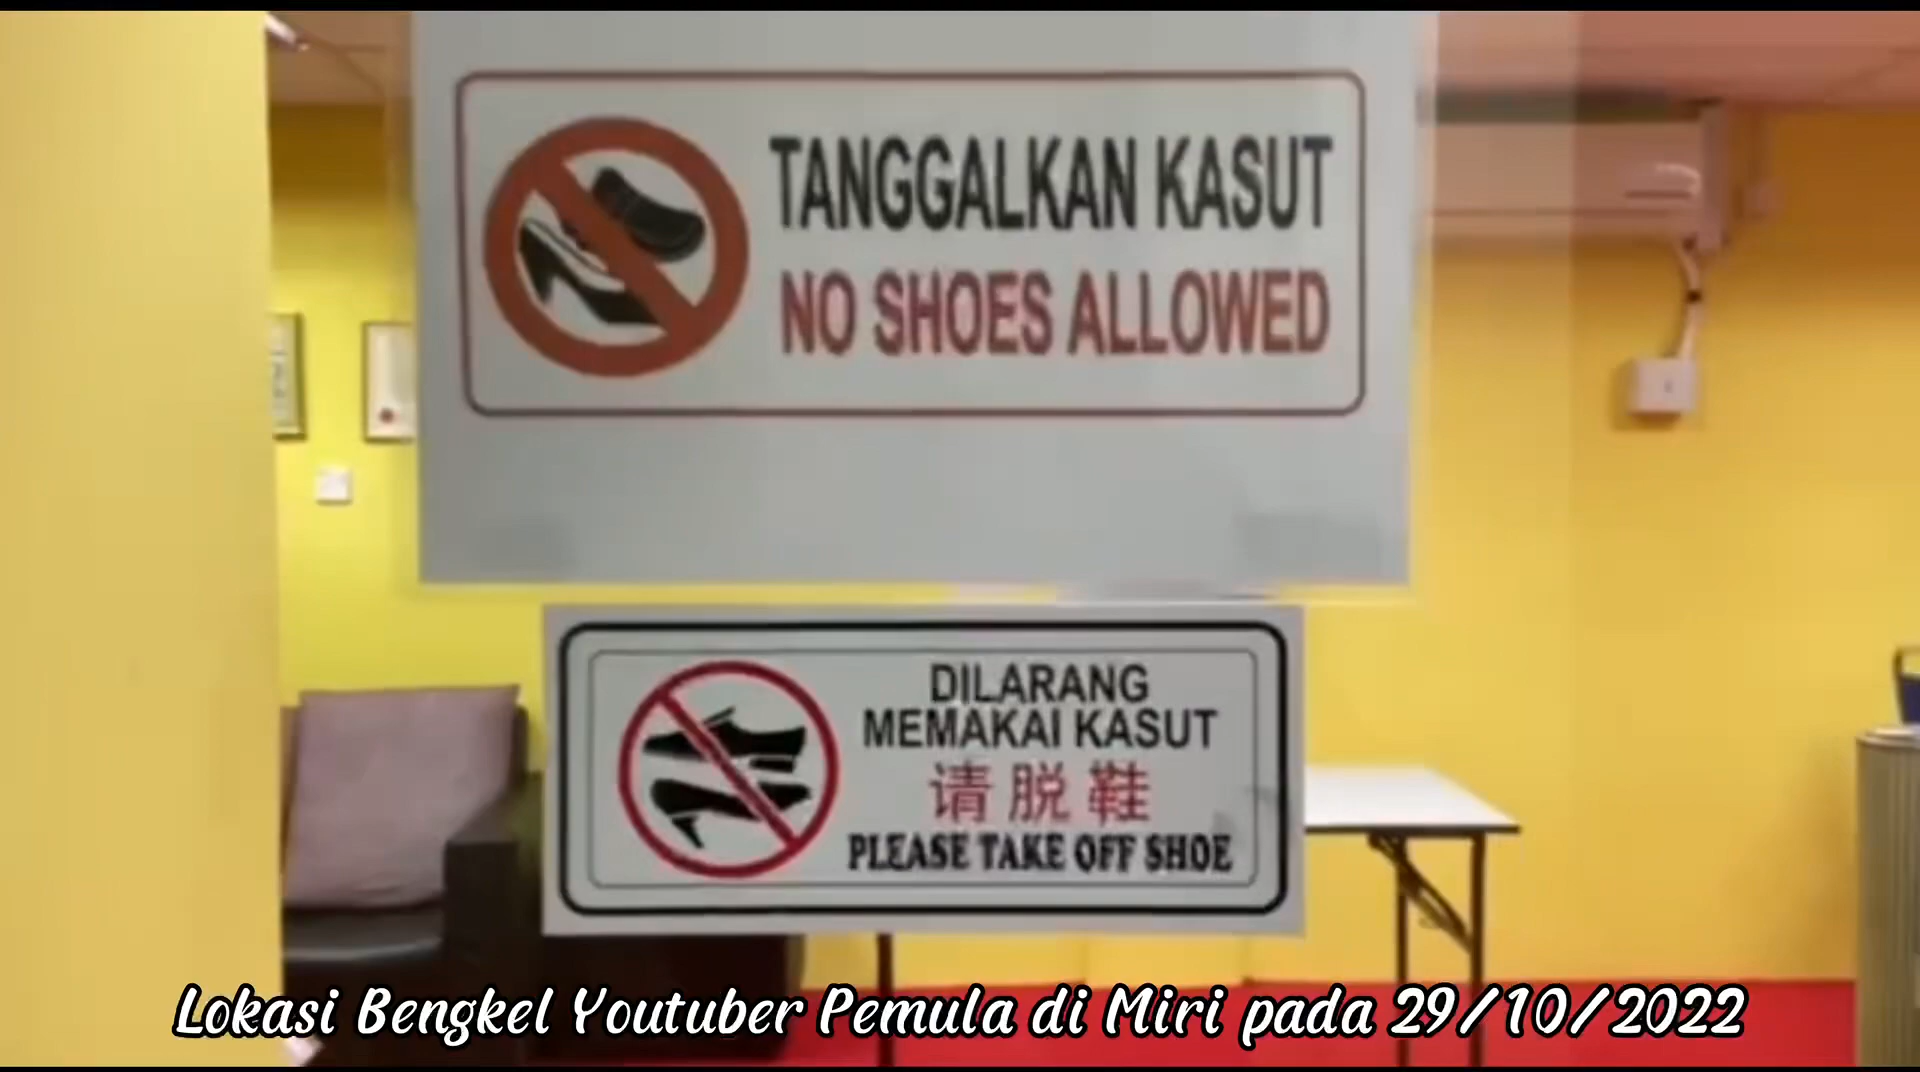 TANGGALKAN KASUT
NO SHOES ALLOWED
DILARANG
MEMAKAI KASUT
请脱鞋
PLEASE TAKE OFF SHOE
Lokasi Bengkel Youtuber Pemula di Miri pada 29/10/2022